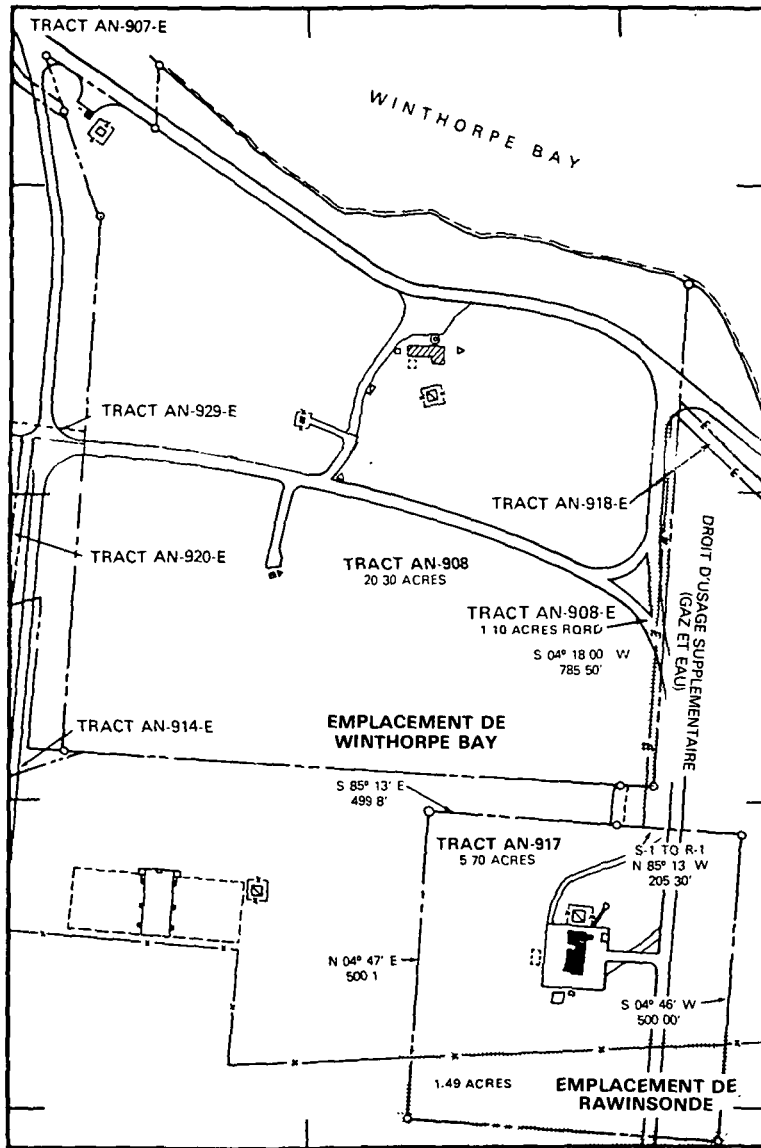 TRACT AN-907-E
WINTHORPE BAY
TRACT AN-929-E
TRACT AN-918-E
TRACT AN-920-E
TRACT AN-908
20 30 ACRES
DROIT D'USAGE SUPPLEMENTAIRE
(GAZ ET EAU)
TRACT AN-908-E
1 10 ACRES RORD
S 04° 18 00 W
785 50'
TRACT AN-914-E
EMPLACEMENT DE
WINTHORPE BAY
S 85° 13' E
499 8'
TRACT AN-917
5 70 ACRES
S-1 TO R-1
N 85° 13 W
205 30'
N 04° 47' E
500 1
S 04° 46' W
500 00'
1.49 ACRES
EMPLACEMENT DE
RAWINSONDE
E
E
E
E
E